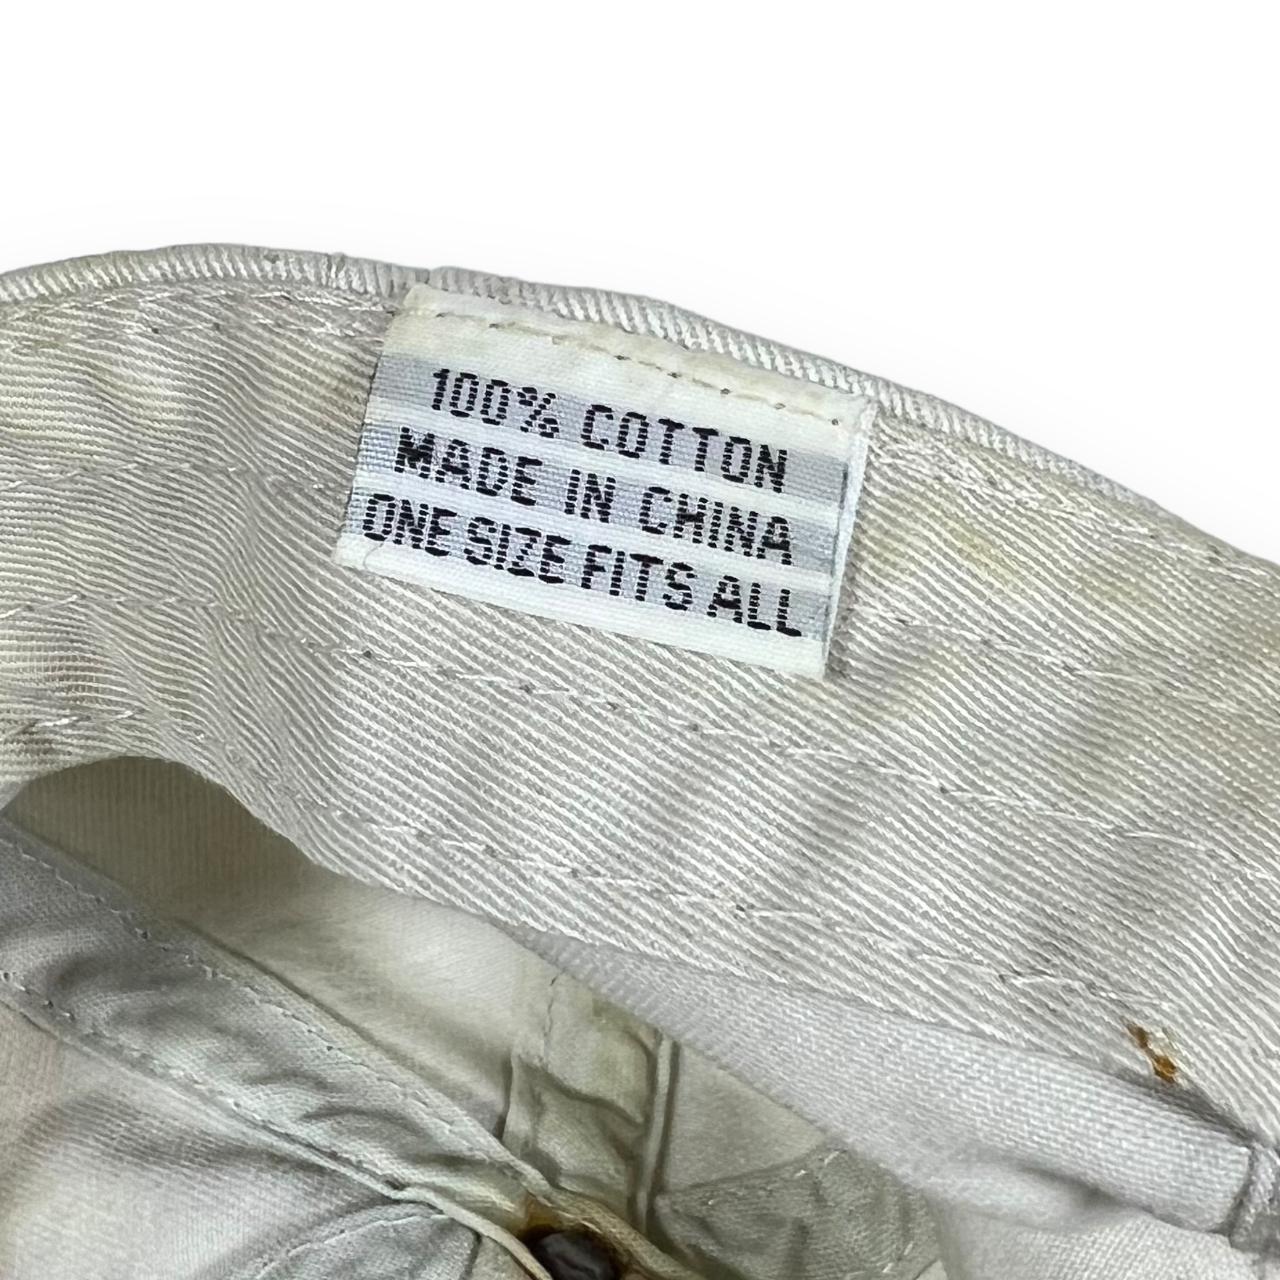 100% COTTON
MADE IN CHINA
ONE SIZE FITS ALL